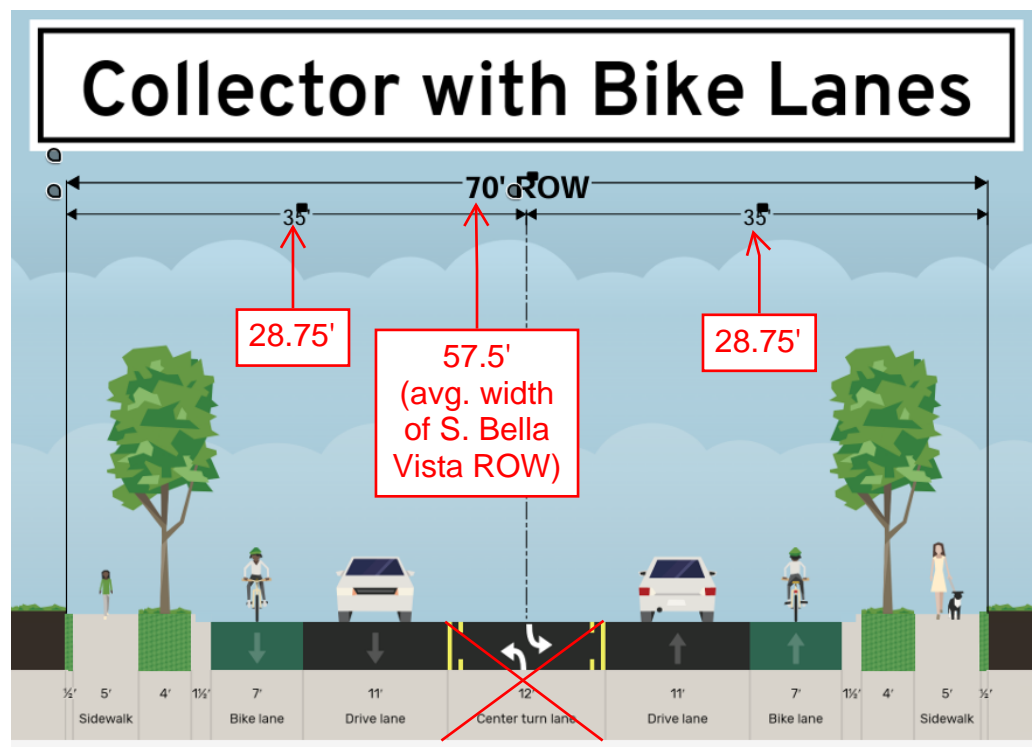 Collector with Bike Lanes
70' ROW
35'
35'
28.75'
57.5'
(avg. width
of S. Bella
Vista ROW)
28.75'
½' 5' 4' 1½' 7' 11' 12' 11' 7' 1½' 4' 5' ½'
Sidewalk Bike lane Drive lane Center turn lane Drive lane Bike lane Sidewalk